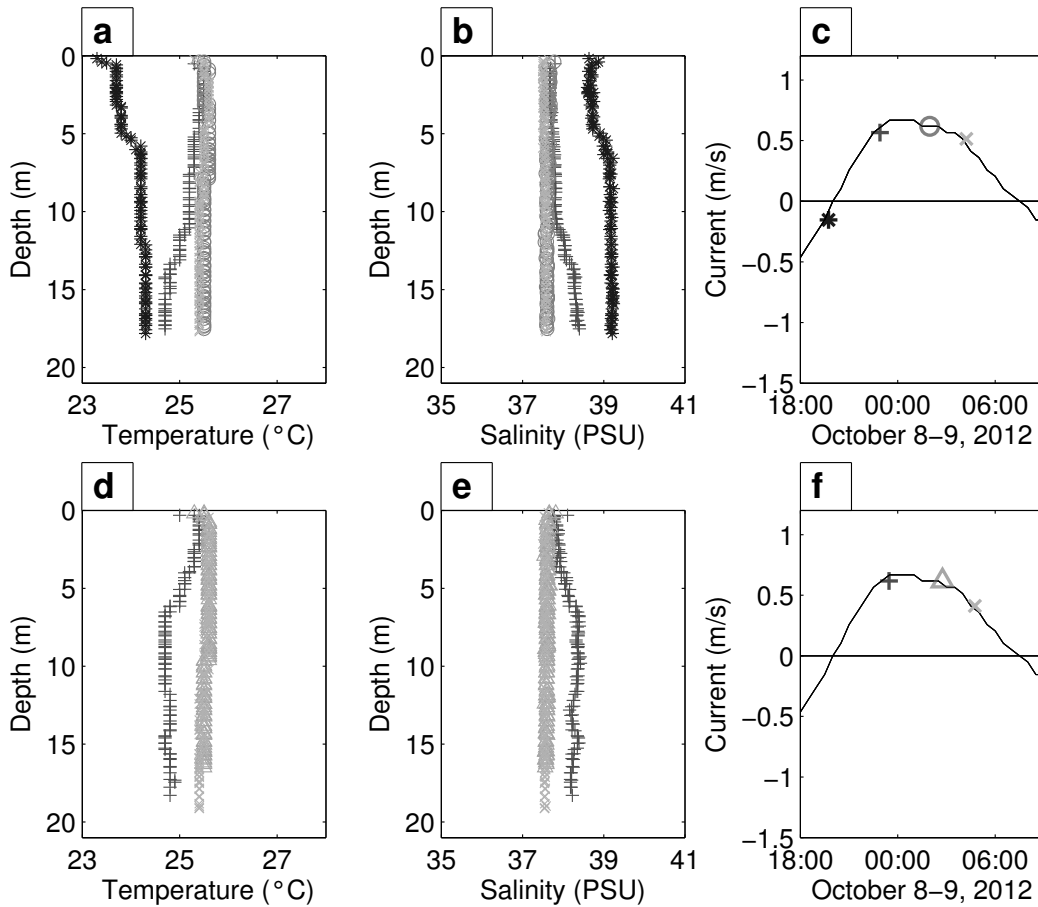 a
b
c
0
5
10
15
20
Depth (m)
23
25
27
Temperature (°C)
0
5
10
15
20
Depth (m)
35
37
39
41
Salinity (PSU)
1
0.5
0
−0.5
−1
−1.5
Current (m/s)
18:00
00:00
06:00
October 8−9, 2012
d
e
f
0
5
10
15
20
Depth (m)
23
25
27
Temperature (°C)
0
5
10
15
20
Depth (m)
35
37
39
41
Salinity (PSU)
1
0.5
0
−0.5
−1
−1.5
Current (m/s)
18:00
00:00
06:00
October 8−9, 2012